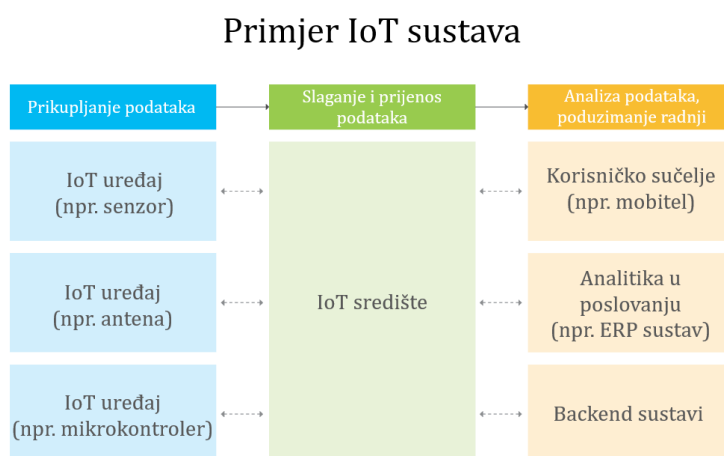 Primjer IoT sustava
Prikupljanje podataka
Slaganje i prijenos
podataka
Analiza podataka,
poduzimanje radnji
IoT uređaj
(npr. senzor)
IoT uređaj
(npr. antena)
IoT uređaj
(npr. mikrokontroler)
IoT središte
Korisničko sučelje
(npr. mobitel)
Analitika u
poslovanju
(npr. ERP sustav)
Backend sustavi